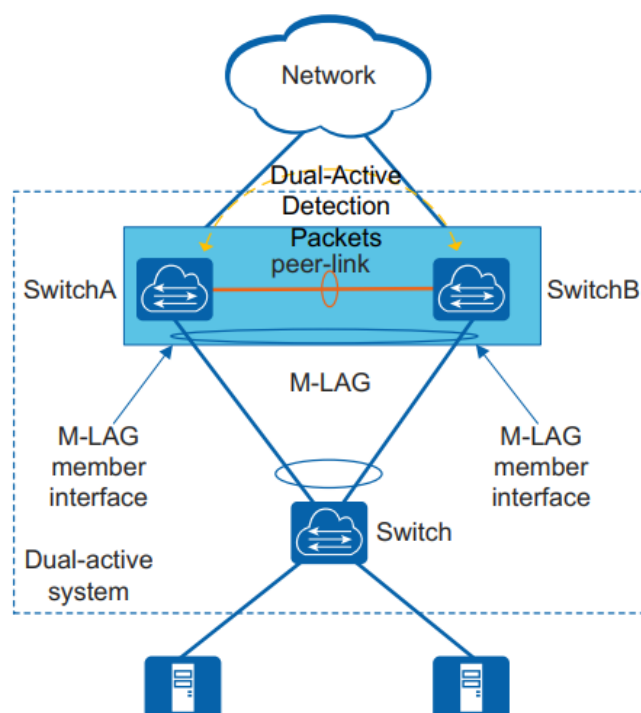 Network
Dual-Active
Detection
Packets
peer-link
SwitchA
SwitchB
M-LAG
M-LAG
member
interface
M-LAG
member
interface
Switch
Dual-active
system